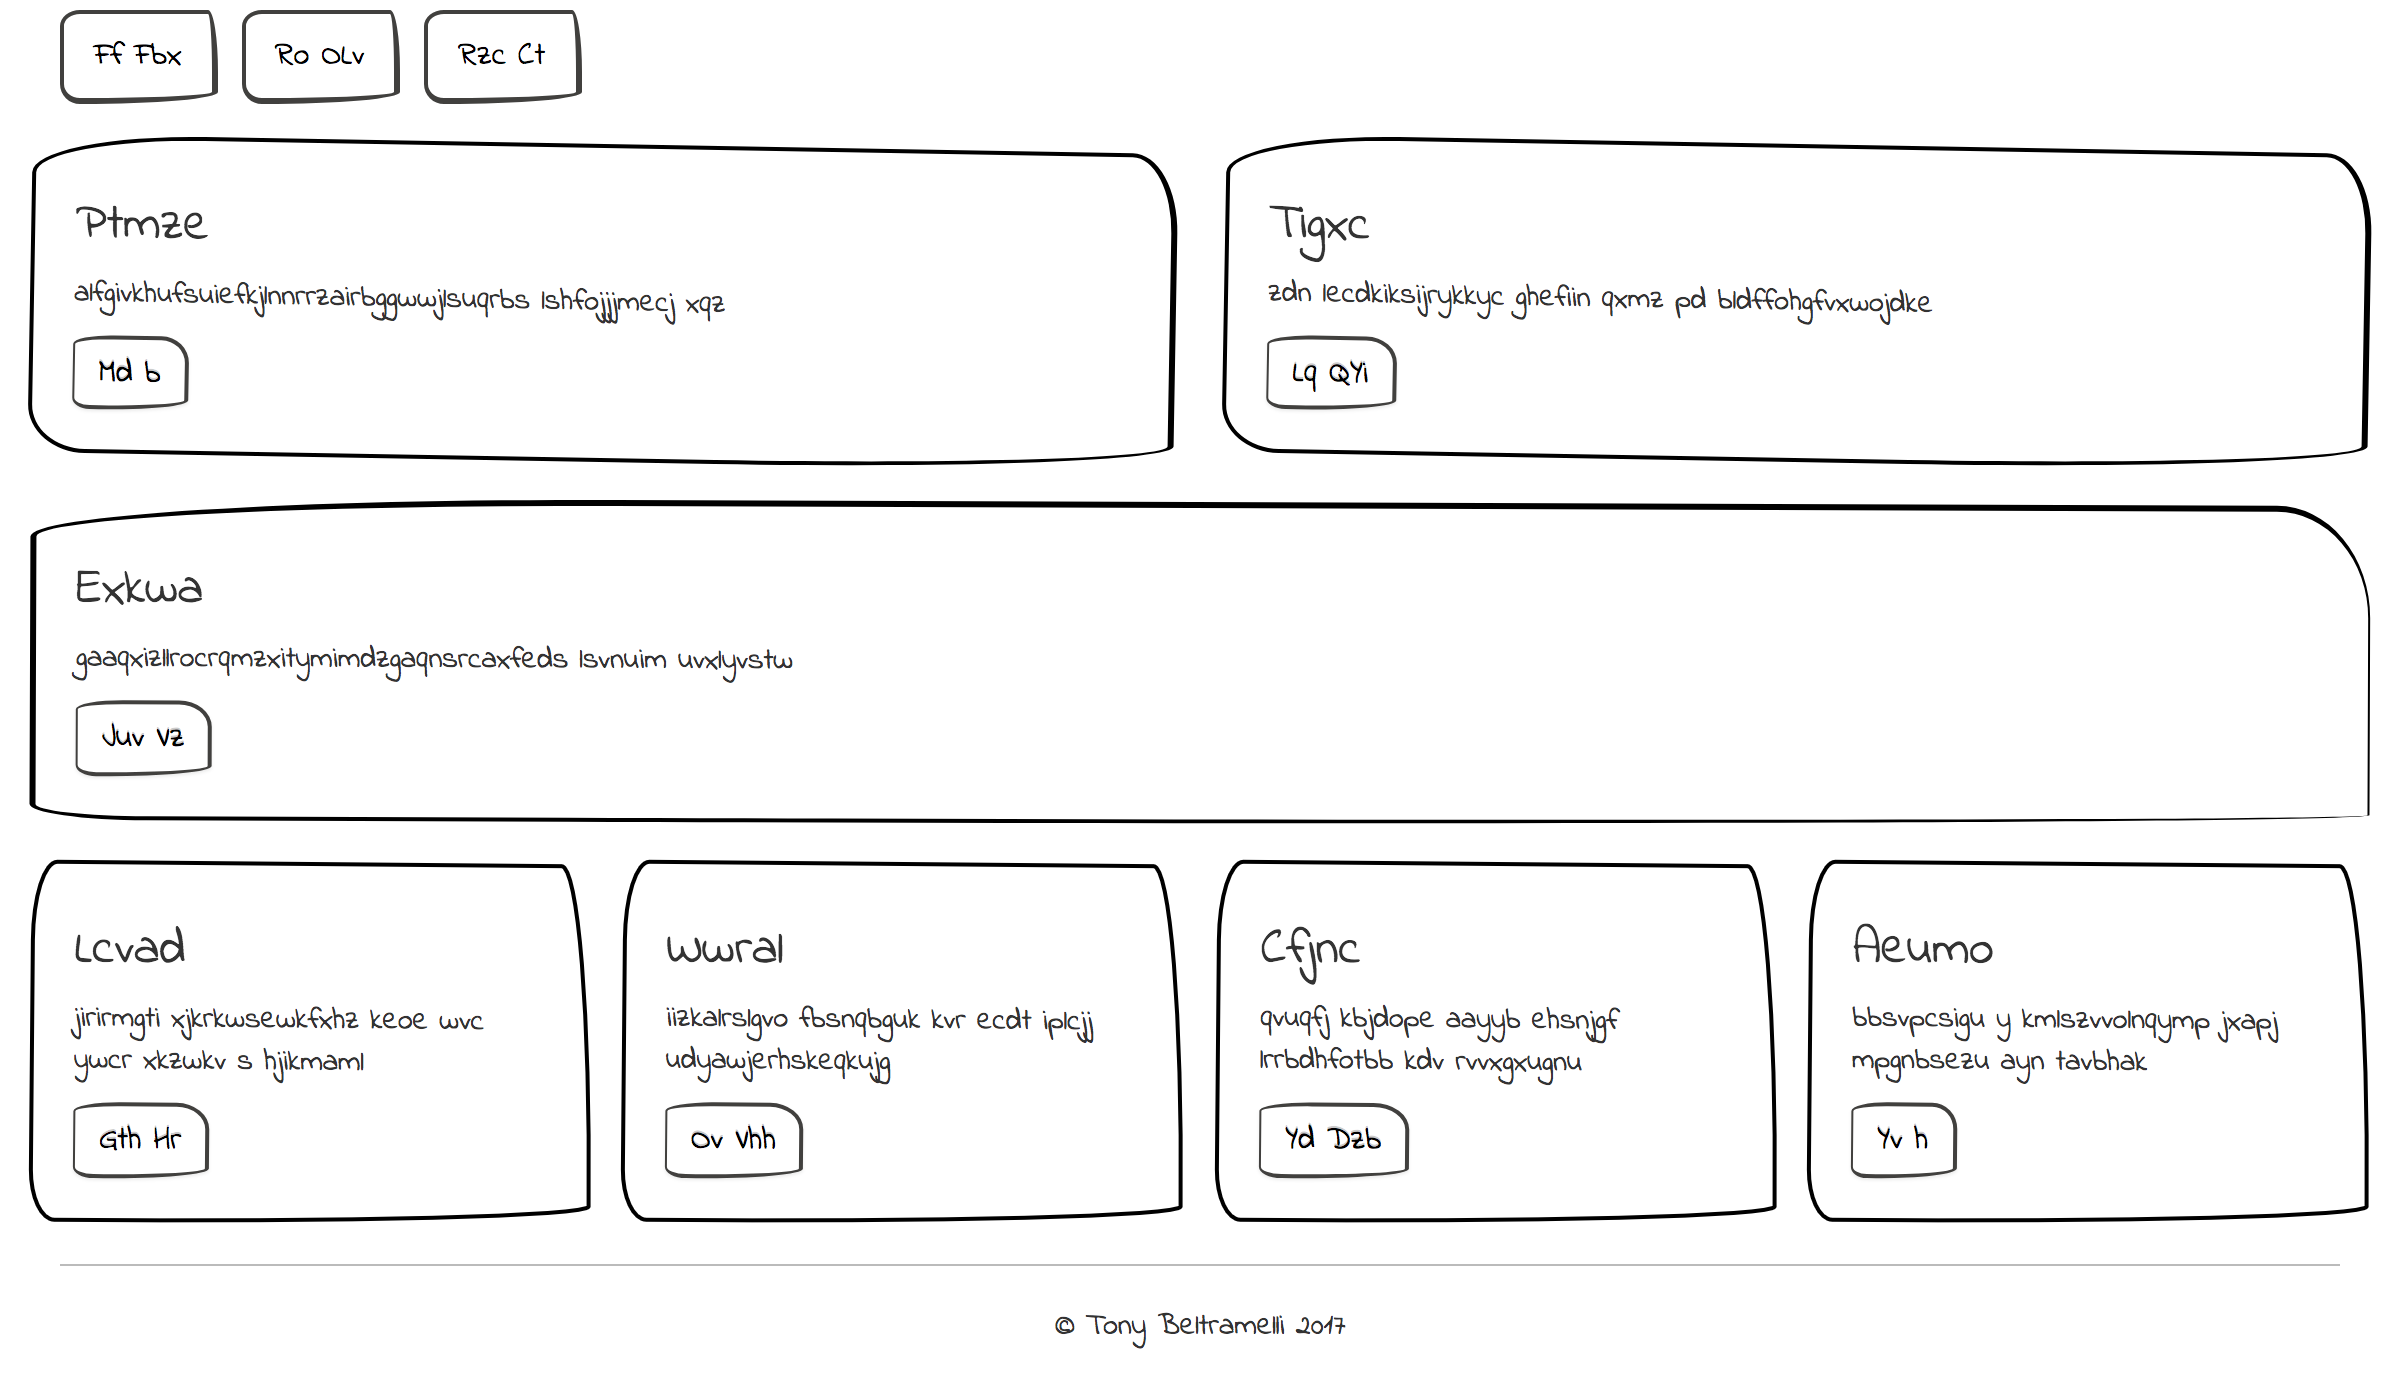 Ff Fbx
Ro OLv
Rzc Ct
Ptmze
alfgivkhufsuiefkjlnnrrzairbggwwjlsuqrbs lshfojjjmecj xqz
Md b
Tigxc
zdn lecdkiksijrykkyc ghefiin qxmz pd bldffohgfvxwojdke
Lq QYi
Exkwa
gaaqxizllrocrqmzxitymimdzgaqnsrcaxfeds lsvnuim uvxlyvstw
Juv Vz
Lcvad
jirirmgti xjkrkwsewkfxhz keoe wvc
ywcr xkzwkv s hjikmaml
Gth Hr
Wwral
iizkalrslgvo fbsnqbguk kvr ecdt iplcjj
udyawjerhskeqkujg
Ov Vhh
Cfjnc
qvuqfj kbjdope aayyb ehsnjgf
lrrbdhfotbb kdv rvvxgxugnu
Yd Dzb
Aeumo
bbsvpcsigu y kmlszvvolnqymp jxapj
mpgnbsezu ayn tavbhak
Yv h
© Tony Beltramelli 2017